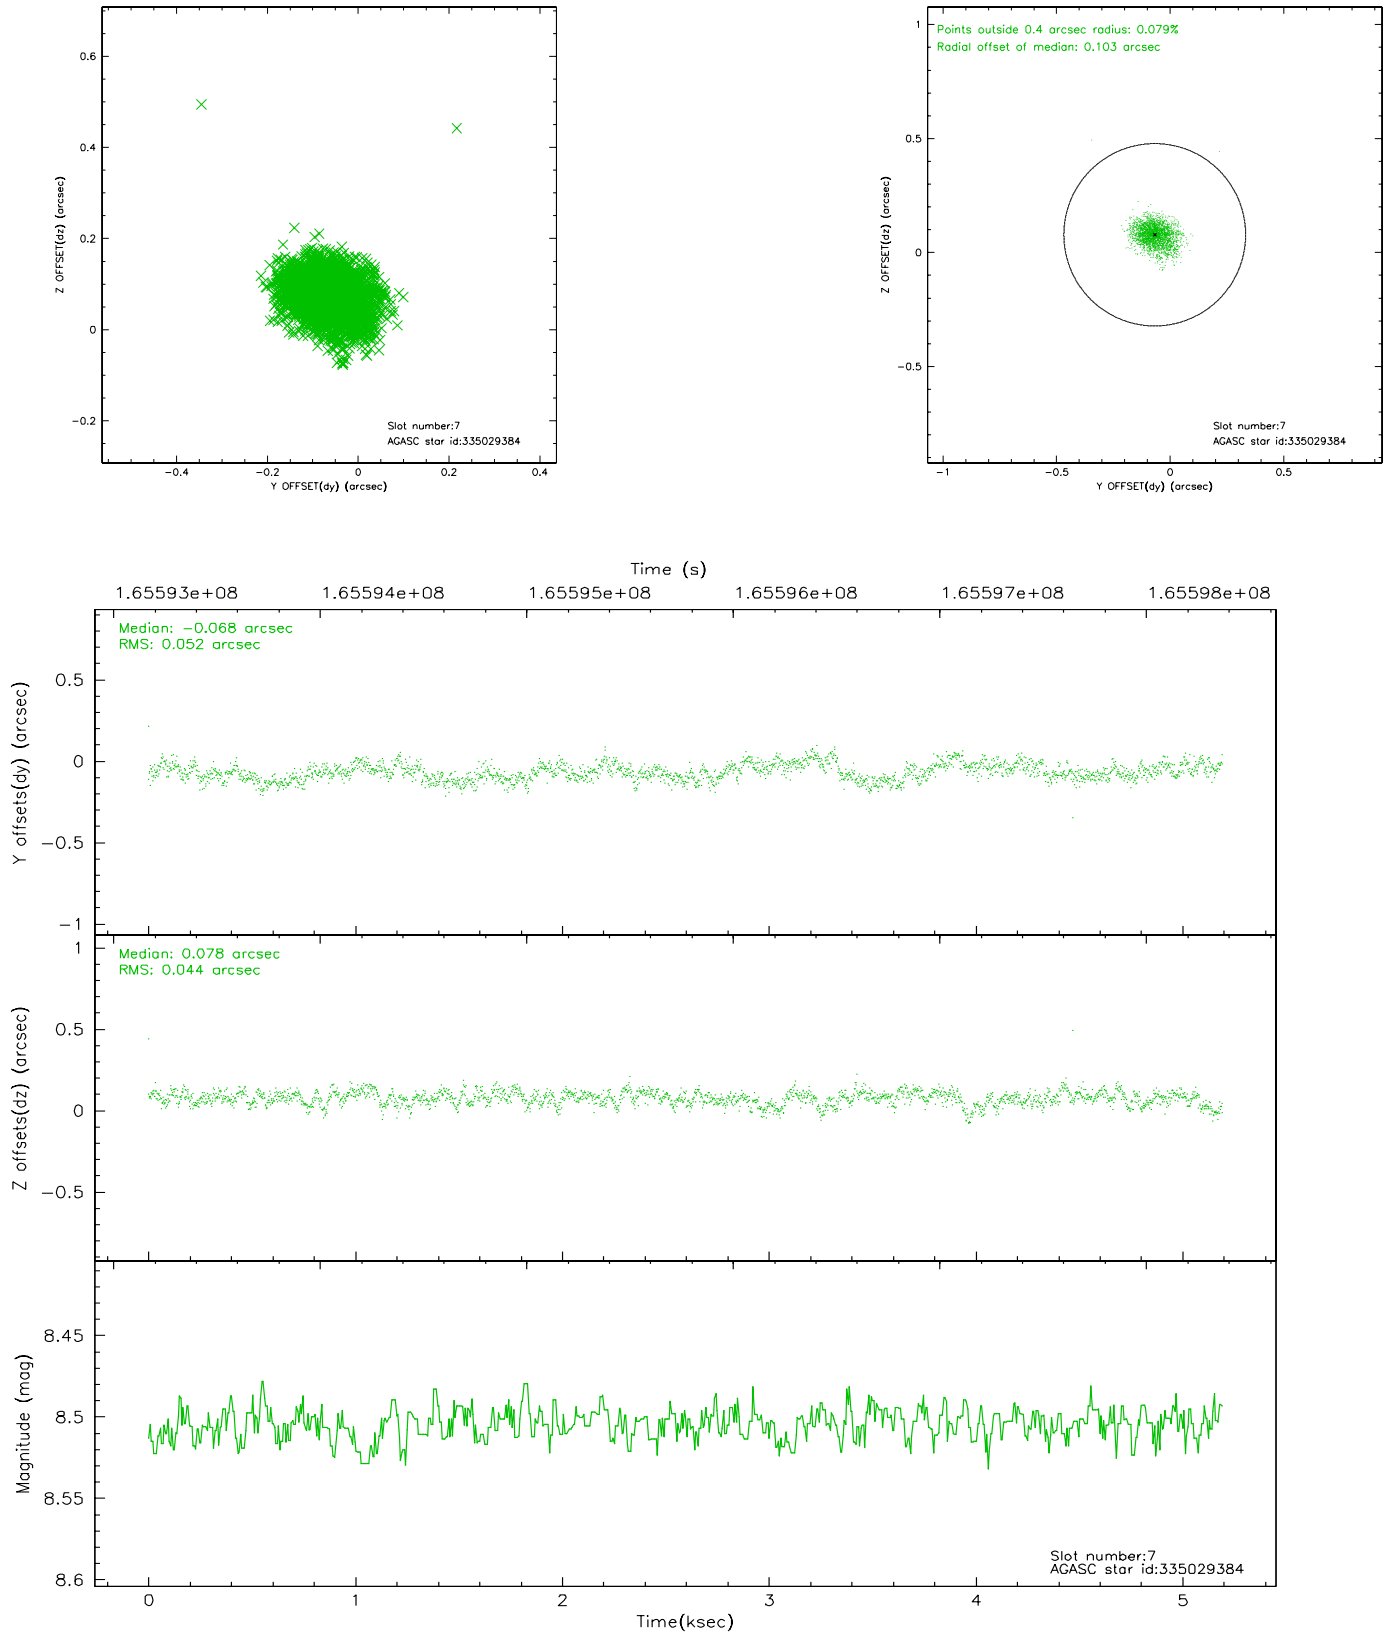 0.6
0.4
0.2
0
-0.2
Z OFFSET(dz) (arcsec)
Slot number:7
AGASC star id:335029384
-0.4
-0.2
0
0.2
0.4
Y OFFSET(dy) (arcsec)
Points outside 0.4 arcsec radius: 0.079%
Radial offset of median: 0.103 arcsec
1
0.5
0
-0.5
Z OFFSET(dz) (arcsec)
Slot number:7
AGASC star id:335029384
-1
-0.5
0
0.5
Y OFFSET(dy) (arcsec)
Time (s)
1.65593e+08
1.65594e+08
1.65595e+08
1.65596e+08
1.65597e+08
1.65598e+08
Median: -0.068 arcsec
RMS: 0.052 arcsec
0.5
0
-0.5
-1
Y offsets(dy) (arcsec)
Median: 0.078 arcsec
RMS: 0.044 arcsec
1
0.5
0
-0.5
Z offsets(dz) (arcsec)
8.45
8.5
8.55
8.6
Magnitude (mag)
Slot number:7
AGASC star id:335029384
0
1
2
3
4
5
Time(ksec)